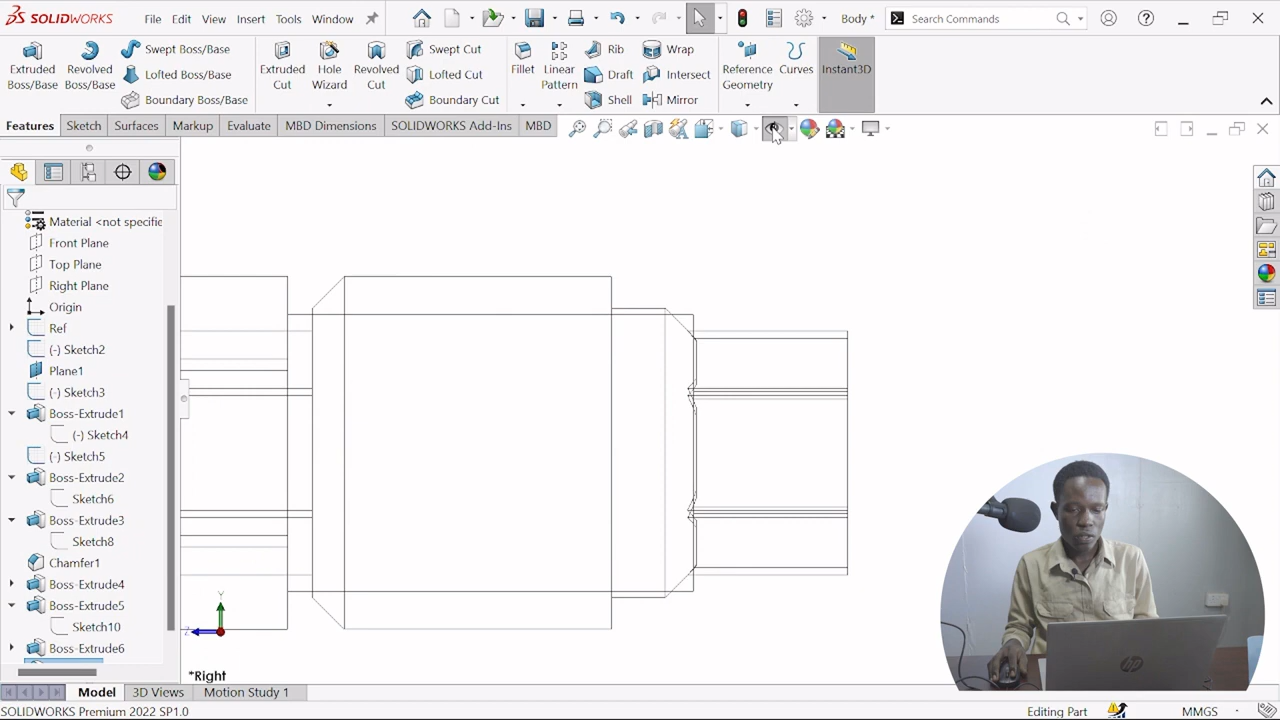 SOLIDWORKS File Edit View Insert Tools Window Body * Search Commands
Extruded Boss/Base
Revolved Boss/Base
Swept Boss/Base
Lofted Boss/Base
Boundary Boss/Base
Extruded Cut
Hole Wizard
Revolved Cut
Swept Cut
Lofted Cut
Boundary Cut
Fillet
Linear Pattern
Rib
Draft
Shell
Wrap
Intersect
Mirror
Reference Geometry
Curves
Instant3D
Features Sketch Surfaces Markup Evaluate MBD Dimensions SOLIDWORKS Add-Ins MBD
Material <not specifie
Front Plane
Top Plane
Right Plane
Origin
Ref
(-) Sketch2
Plane1
(-) Sketch3
Boss-Extrude1
(-) Sketch4
(-) Sketch5
Boss-Extrude2
Sketch6
Boss-Extrude3
Sketch8
Chamfer1
Boss-Extrude4
Boss-Extrude5
Sketch10
Boss-Extrude6
Y
Z
*Right
hp
Model 3D Views Motion Study 1
SOLIDWORKS Premium 2022 SP1.0 Editing Part MMGS